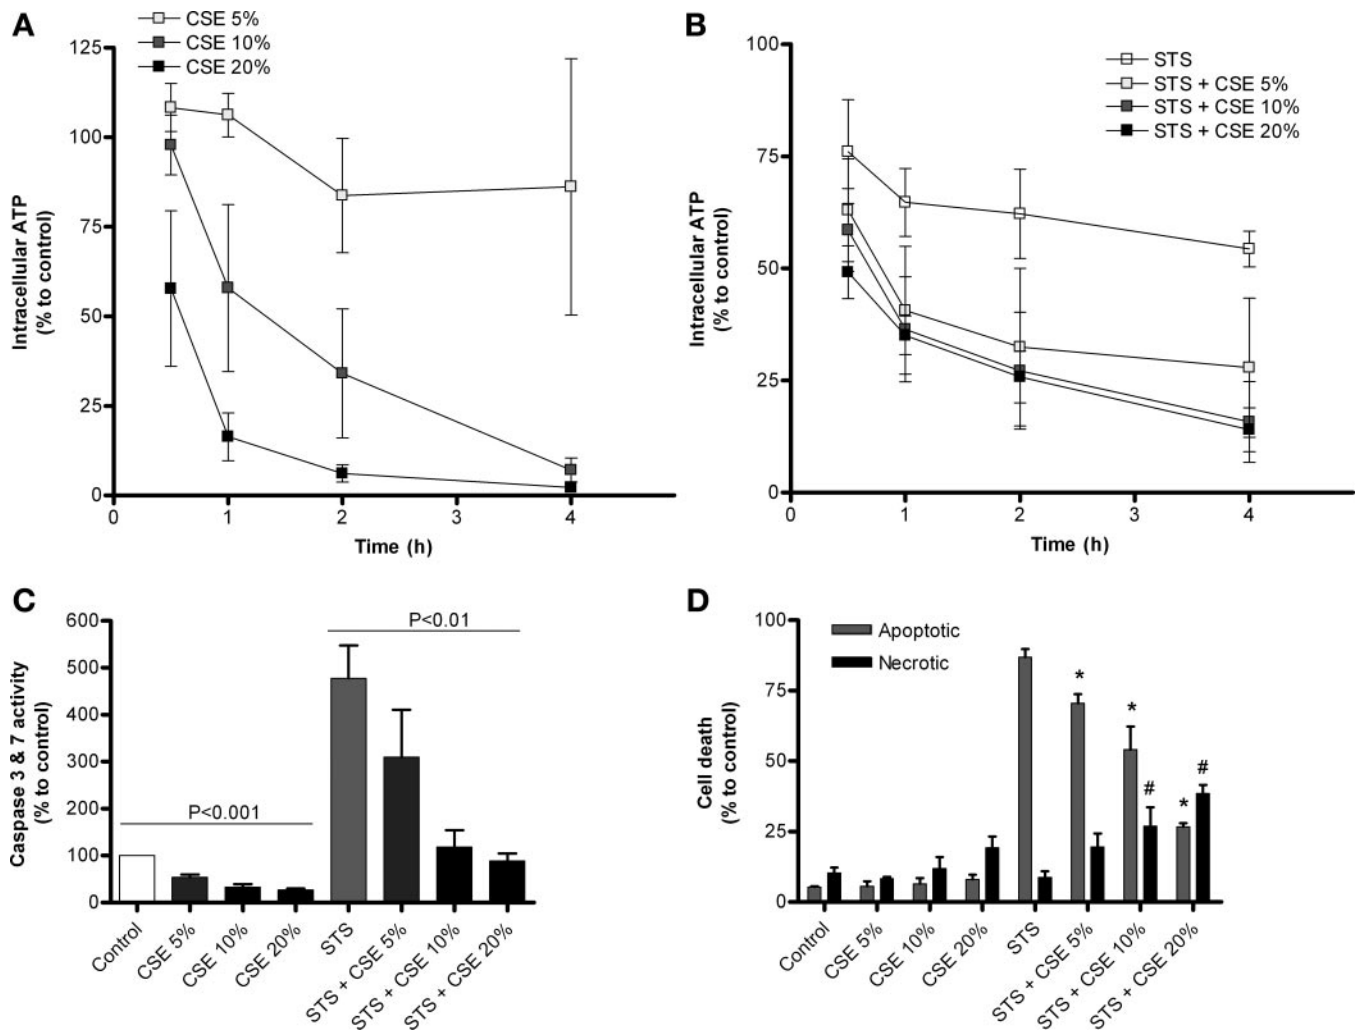 A
CSE 5%
CSE 10%
CSE 20%
125
100
75
50
25
0
Intracellular ATP
(% to control)
0 1 2 3 4
Time (h)
B
STS
STS + CSE 5%
STS + CSE 10%
STS + CSE 20%
100
75
50
25
0
Intracellular ATP
(% to control)
0 1 2 3 4
Time (h)
C
600
500
400
300
200
100
0
Caspase 3 & 7 activity
(% to control)
P<0.001
P<0.01
Control
CSE 5%
CSE 10%
CSE 20%
STS
STS + CSE 5%
STS + CSE 10%
STS + CSE 20%
D
Apoptotic
Necrotic
100
75
50
25
0
Cell death
(% to control)
*
*
#
*
#
Control
CSE 5%
CSE 10%
CSE 20%
STS
STS + CSE 5%
STS + CSE 10%
STS + CSE 20%